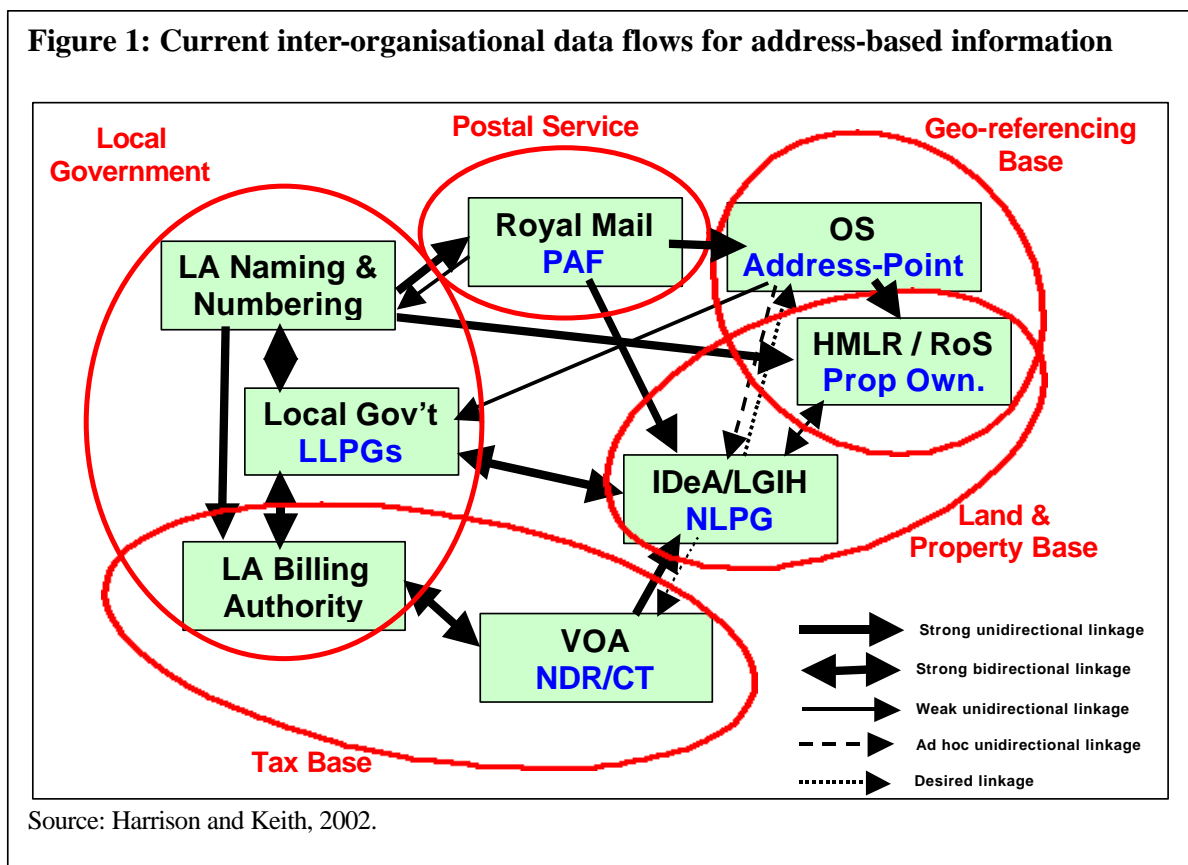 Figure 1: Current inter-organisational data flows for address-based information
Local
Government
Postal Service
Geo-referencing
Base
Royal Mail
PAF
OS
Address-Point
LA Naming &
Numbering
HMLR / RoS
Prop Own.
Local Gov't
LLPGs
IDeA/LGIH
NLPG
Land &
Property Base
LA Billing
Authority
VOA
NDR/CT
Tax Base
Strong unidirectional linkage
Strong bidirectional linkage
Weak unidirectional linkage
Ad hoc unidirectional linkage
Desired linkage
Source: Harrison and Keith, 2002.